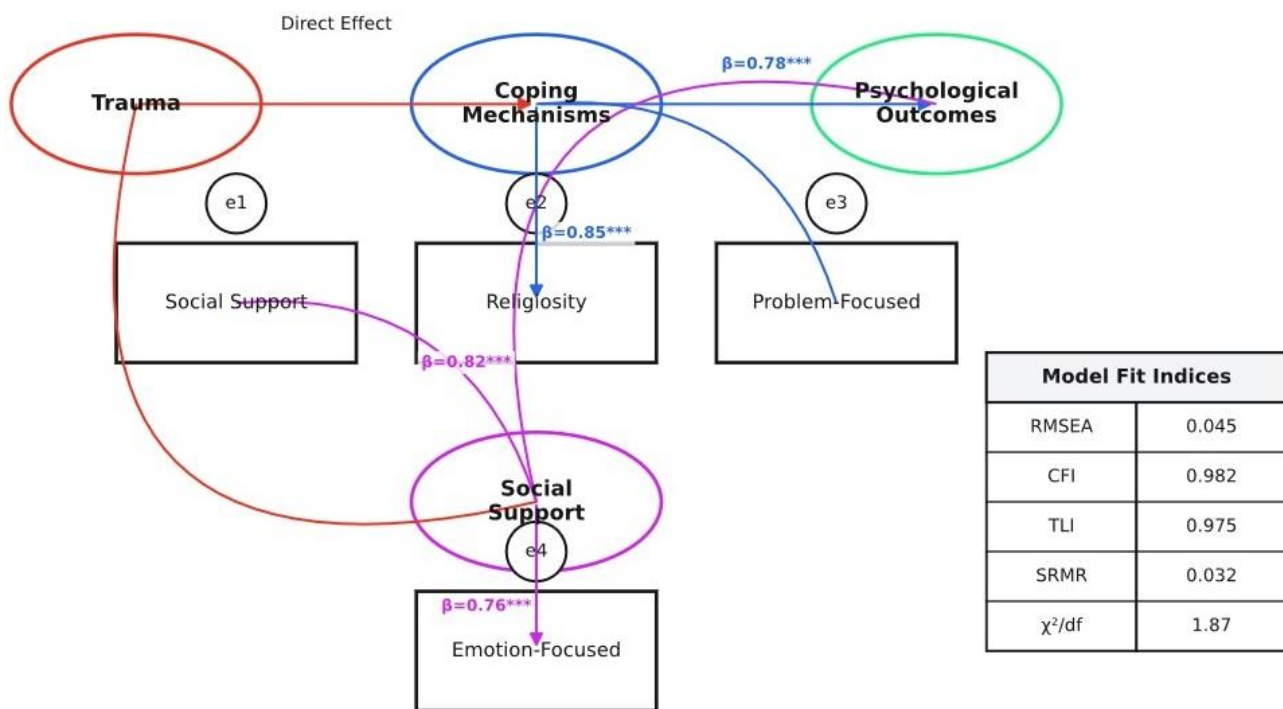 Direct Effect
Trauma
Coping
Mechanisms
β=0.78***
Psychological
Outcomes
e1
e2
e3
β=0.85***
Social Support
Religiosity
Problem-Focused
β=0.82***
Model Fit Indices
RMSEA 0.045
CFI 0.982
TLI 0.975
SRMR 0.032
χ²/df 1.87
Social
Support
e4
β=0.76***
Emotion-Focused